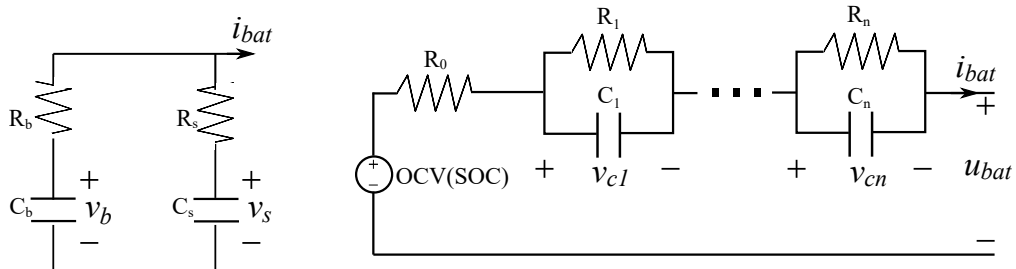 i_bat
R_b
R_s
+
+
C_b
v_b
C_s
v_s
−
−
R_0
R_1
C_1
+ v_c1 −
R_n
C_n
+ v_cn −
+
−
OCV(SOC)
i_bat
+
u_bat
−